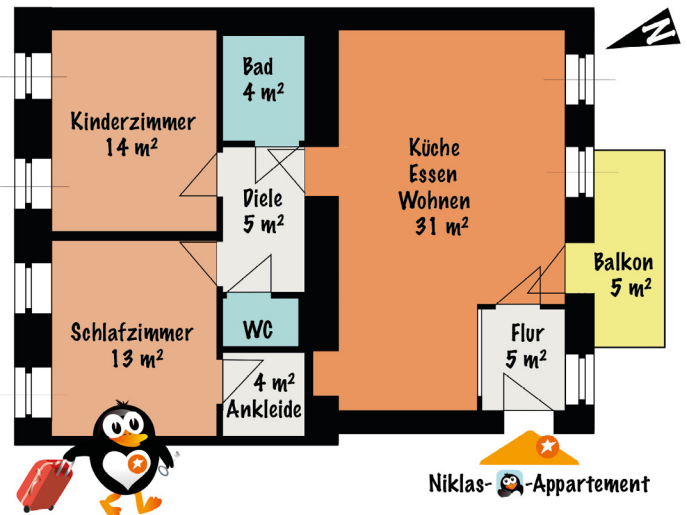 N
Bad
4 m²
Kinderzimmer
14 m²
Küche
Essen
Wohnen
31 m²
Diele
5 m²
Balkon
5 m²
Schlafzimmer
13 m²
WC
Flur
5 m²
4 m²
Ankleide
Niklas- -Appartement